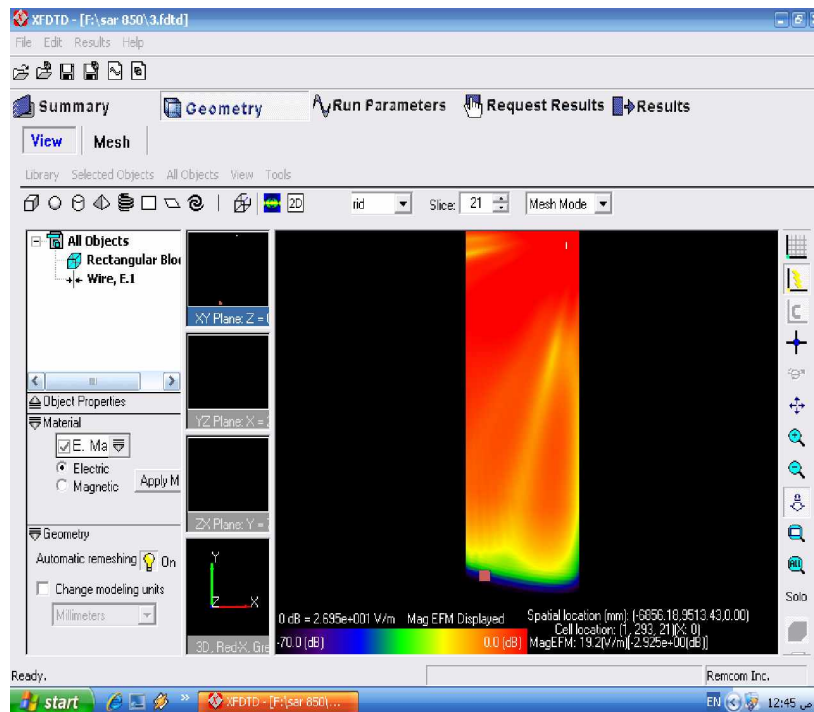 XFDTD - [F:\sar 850\3.fdtd]
File Edit Results Help
Summary Geometry Run Parameters Request Results Results
View Mesh
Library Selected Objects All Objects View Tools
2D rid Slice: 21 Mesh Mode
All Objects
Rectangular Blo
Wire, E.1
XY Plane: Z =
YZ Plane: X =
ZX Plane: Y =
Object Properties
Material
E. Ma
Electric
Magnetic
Apply M
Geometry
Automatic remeshing On
Change modeling units
Millimeters
Y
Z X
3D, Red-X, Gre
0 dB = 2.695e+001 V/m Mag EFM Displayed
-70.0 (dB) 0.0 (dB)
Spatial location (mm): (-6856.18,9513.43,0.00)
Cell location: (1, 293, 21)(X: 0)
MagEFM: 19.2(V/m)[-2.925e+00(dB)]
Solo
Ready.
Remcom Inc.
start
XFDTD - [F:\sar 850\...
EN
12:45 ص